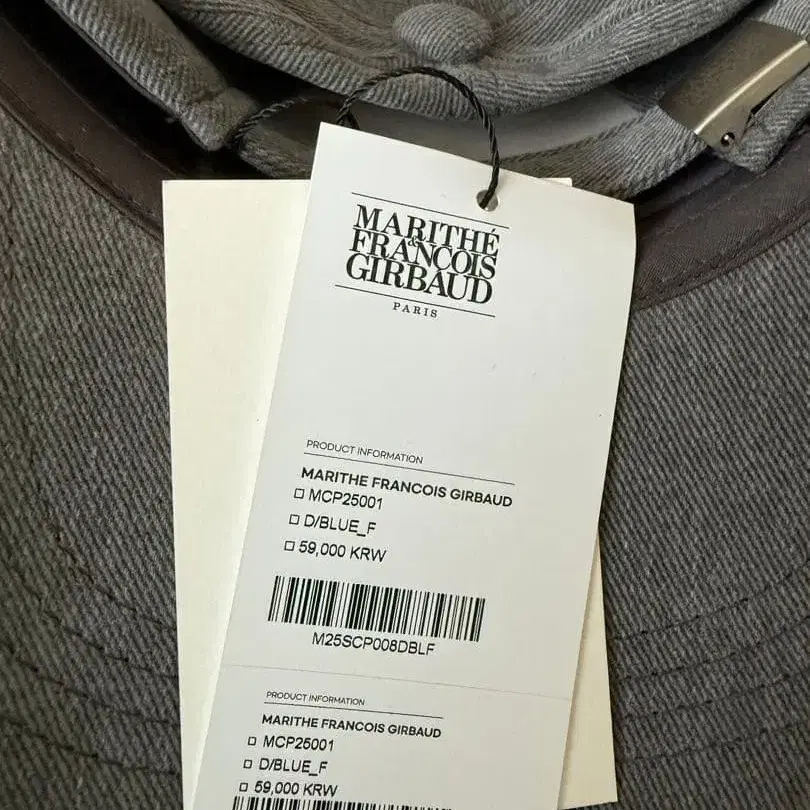 MARITHÉ
&
FRANCOIS
GIRBAUD
PARIS
PRODUCT INFORMATION
MARITHE FRANCOIS GIRBAUD
□ MCP25001
□ D/BLUE_F
□ 59,000 KRW
M25SCP008DBLF
PRODUCT INFORMATION
MARITHE FRANCOIS GIRBAUD
□ MCP25001
□ D/BLUE_F
□ 59,000 KRW